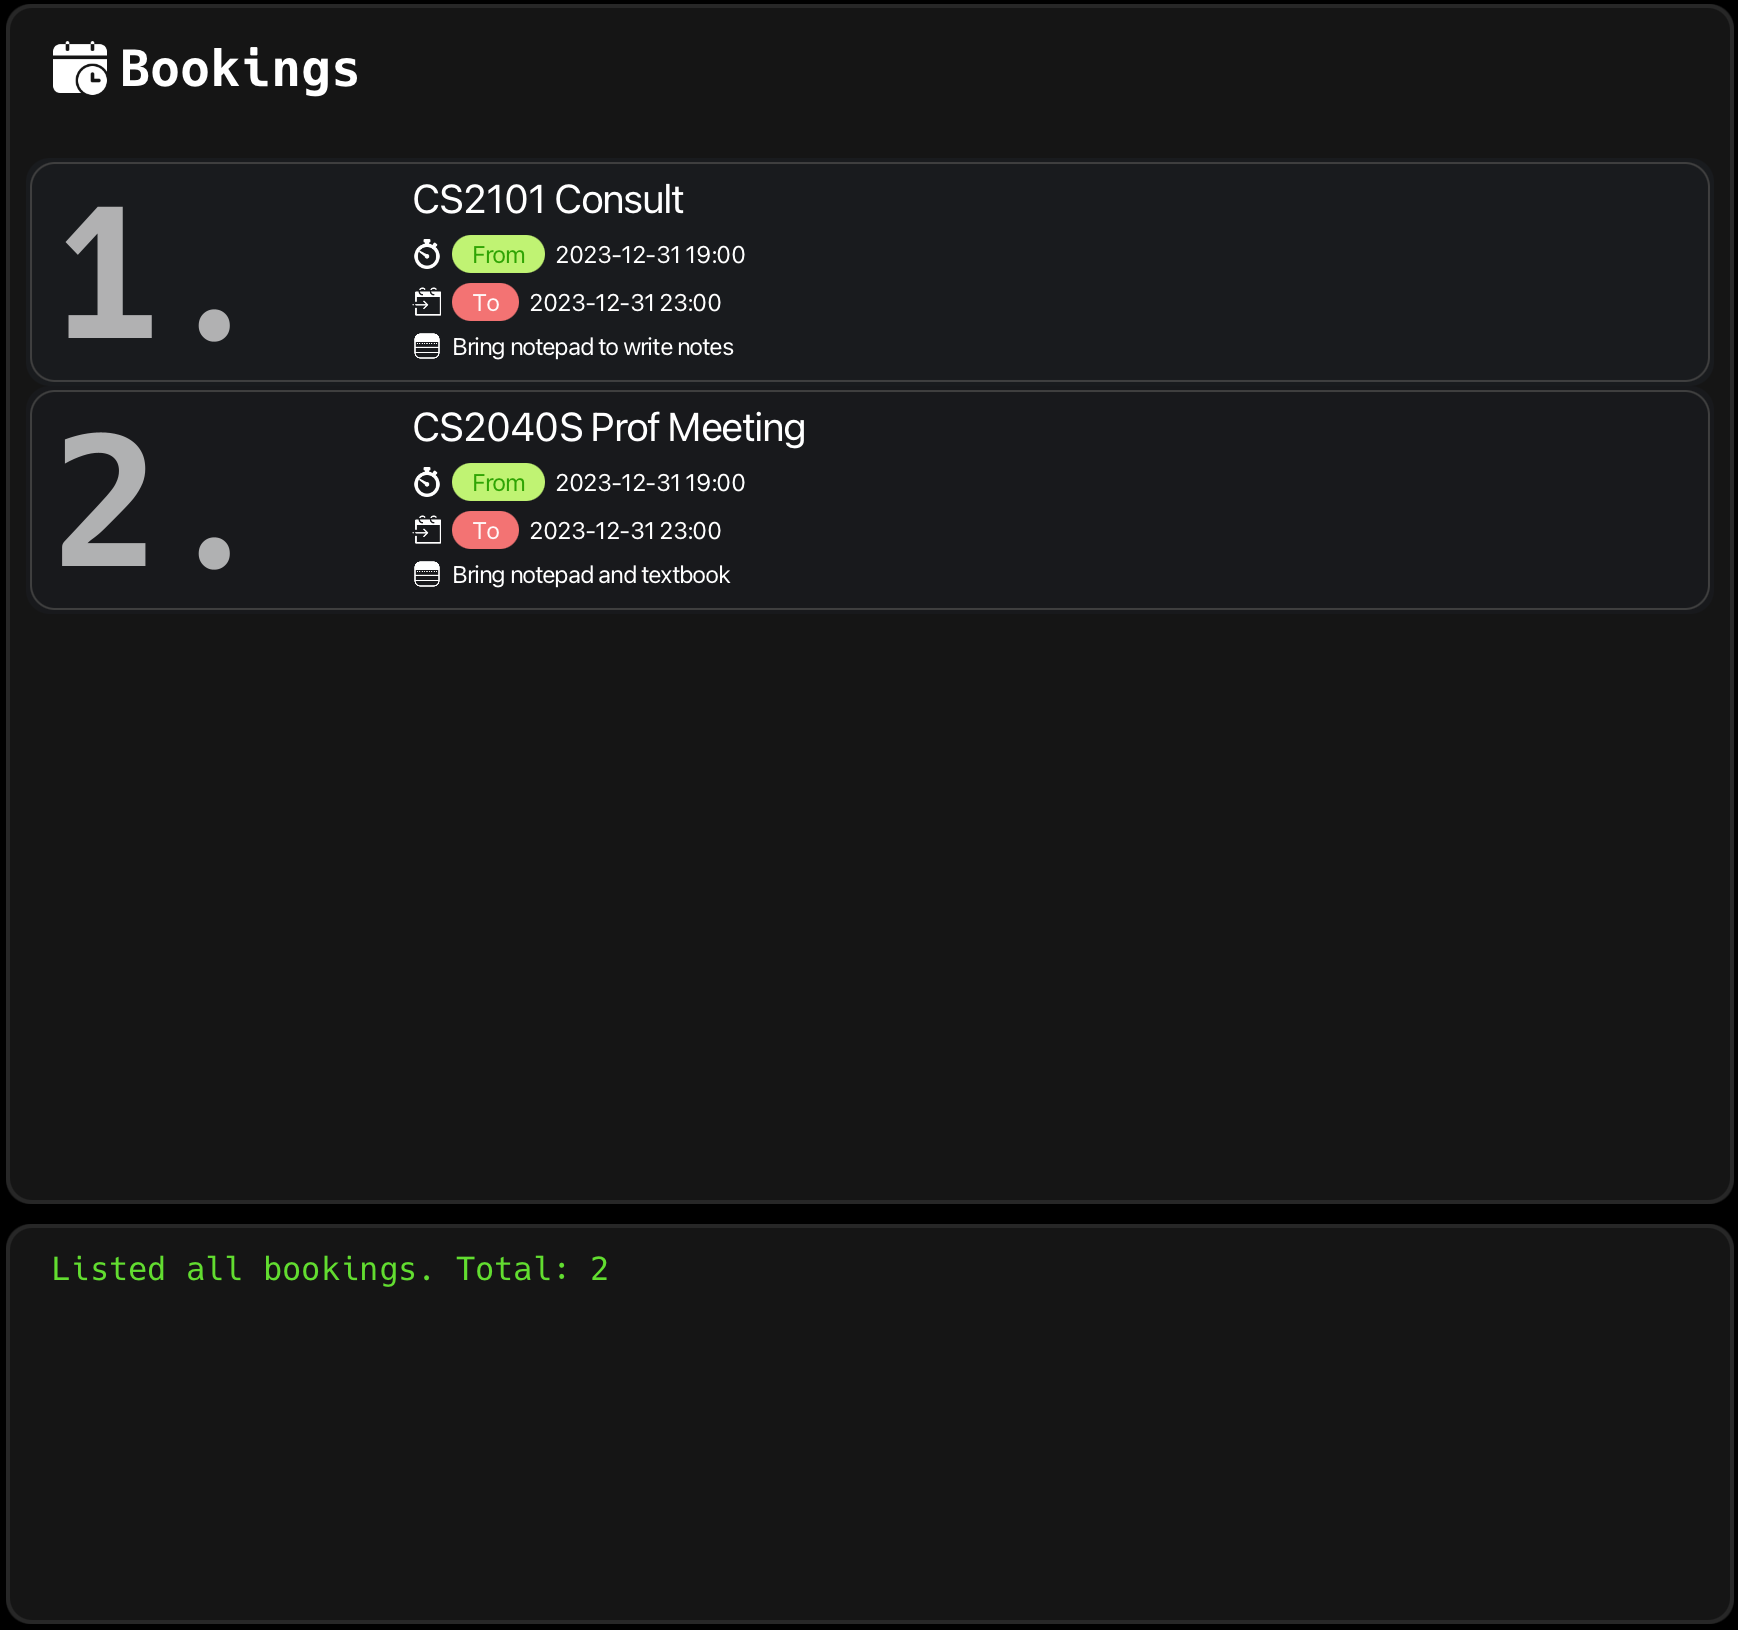 Bookings
1.
CS2101 Consult
From 2023-12-31 19:00
To 2023-12-31 23:00
Bring notepad to write notes
2.
CS2040S Prof Meeting
From 2023-12-31 19:00
To 2023-12-31 23:00
Bring notepad and textbook
Listed all bookings. Total: 2